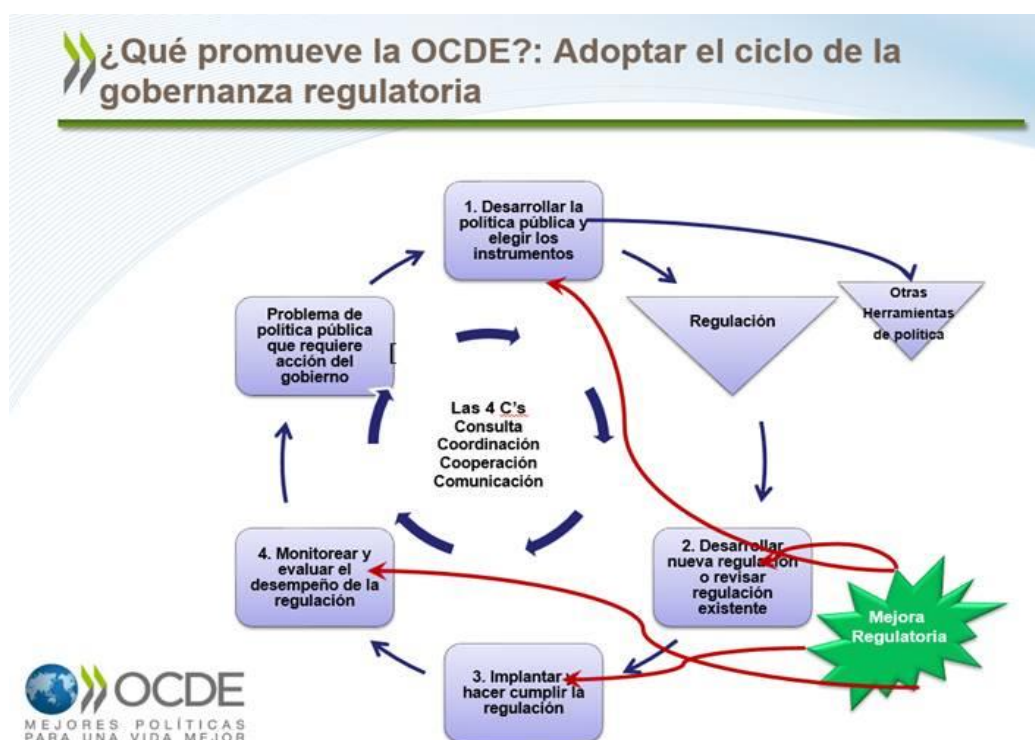 ¿Qué promueve la OCDE?: Adoptar el ciclo de la
gobernanza regulatoria
1. Desarrollar la
política pública y
elegir los
instrumentos
Regulación
Otras
Herramientas
de política
Problema de
política pública
que requiere
acción del
gobierno
[
Las 4 C's
Consulta
Coordinación
Cooperación
Comunicación
2. Desarrollar
nueva regulación
o revisar
regulación
existente
4. Monitorear y
evaluar el
desempeño de la
regulación
Mejora
Regulatoria
3. Implantar y
hacer cumplir la
regulación
OCDE
MEJORES POLÍTICAS
PARA UNA VIDA MEJOR